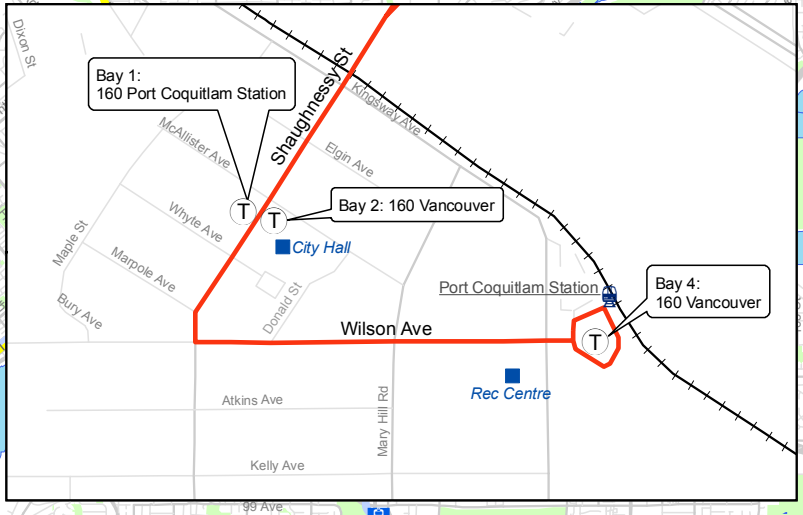 Dixon St
Bay 1:
160 Port Coquitlam Station
Shaughnessy St
Kingsway Ave
McAllister Ave
Elgin Ave
Bay 2: 160 Vancouver
Whyte Ave
Maple St
City Hall
Marpole Ave
Port Coquitlam Station
Bay 4:
160 Vancouver
Donald St
Bury Ave
Wilson Ave
Rec Centre
Atkins Ave
Mary Hill Rd
Kelly Ave
99 Ave
T
T
T